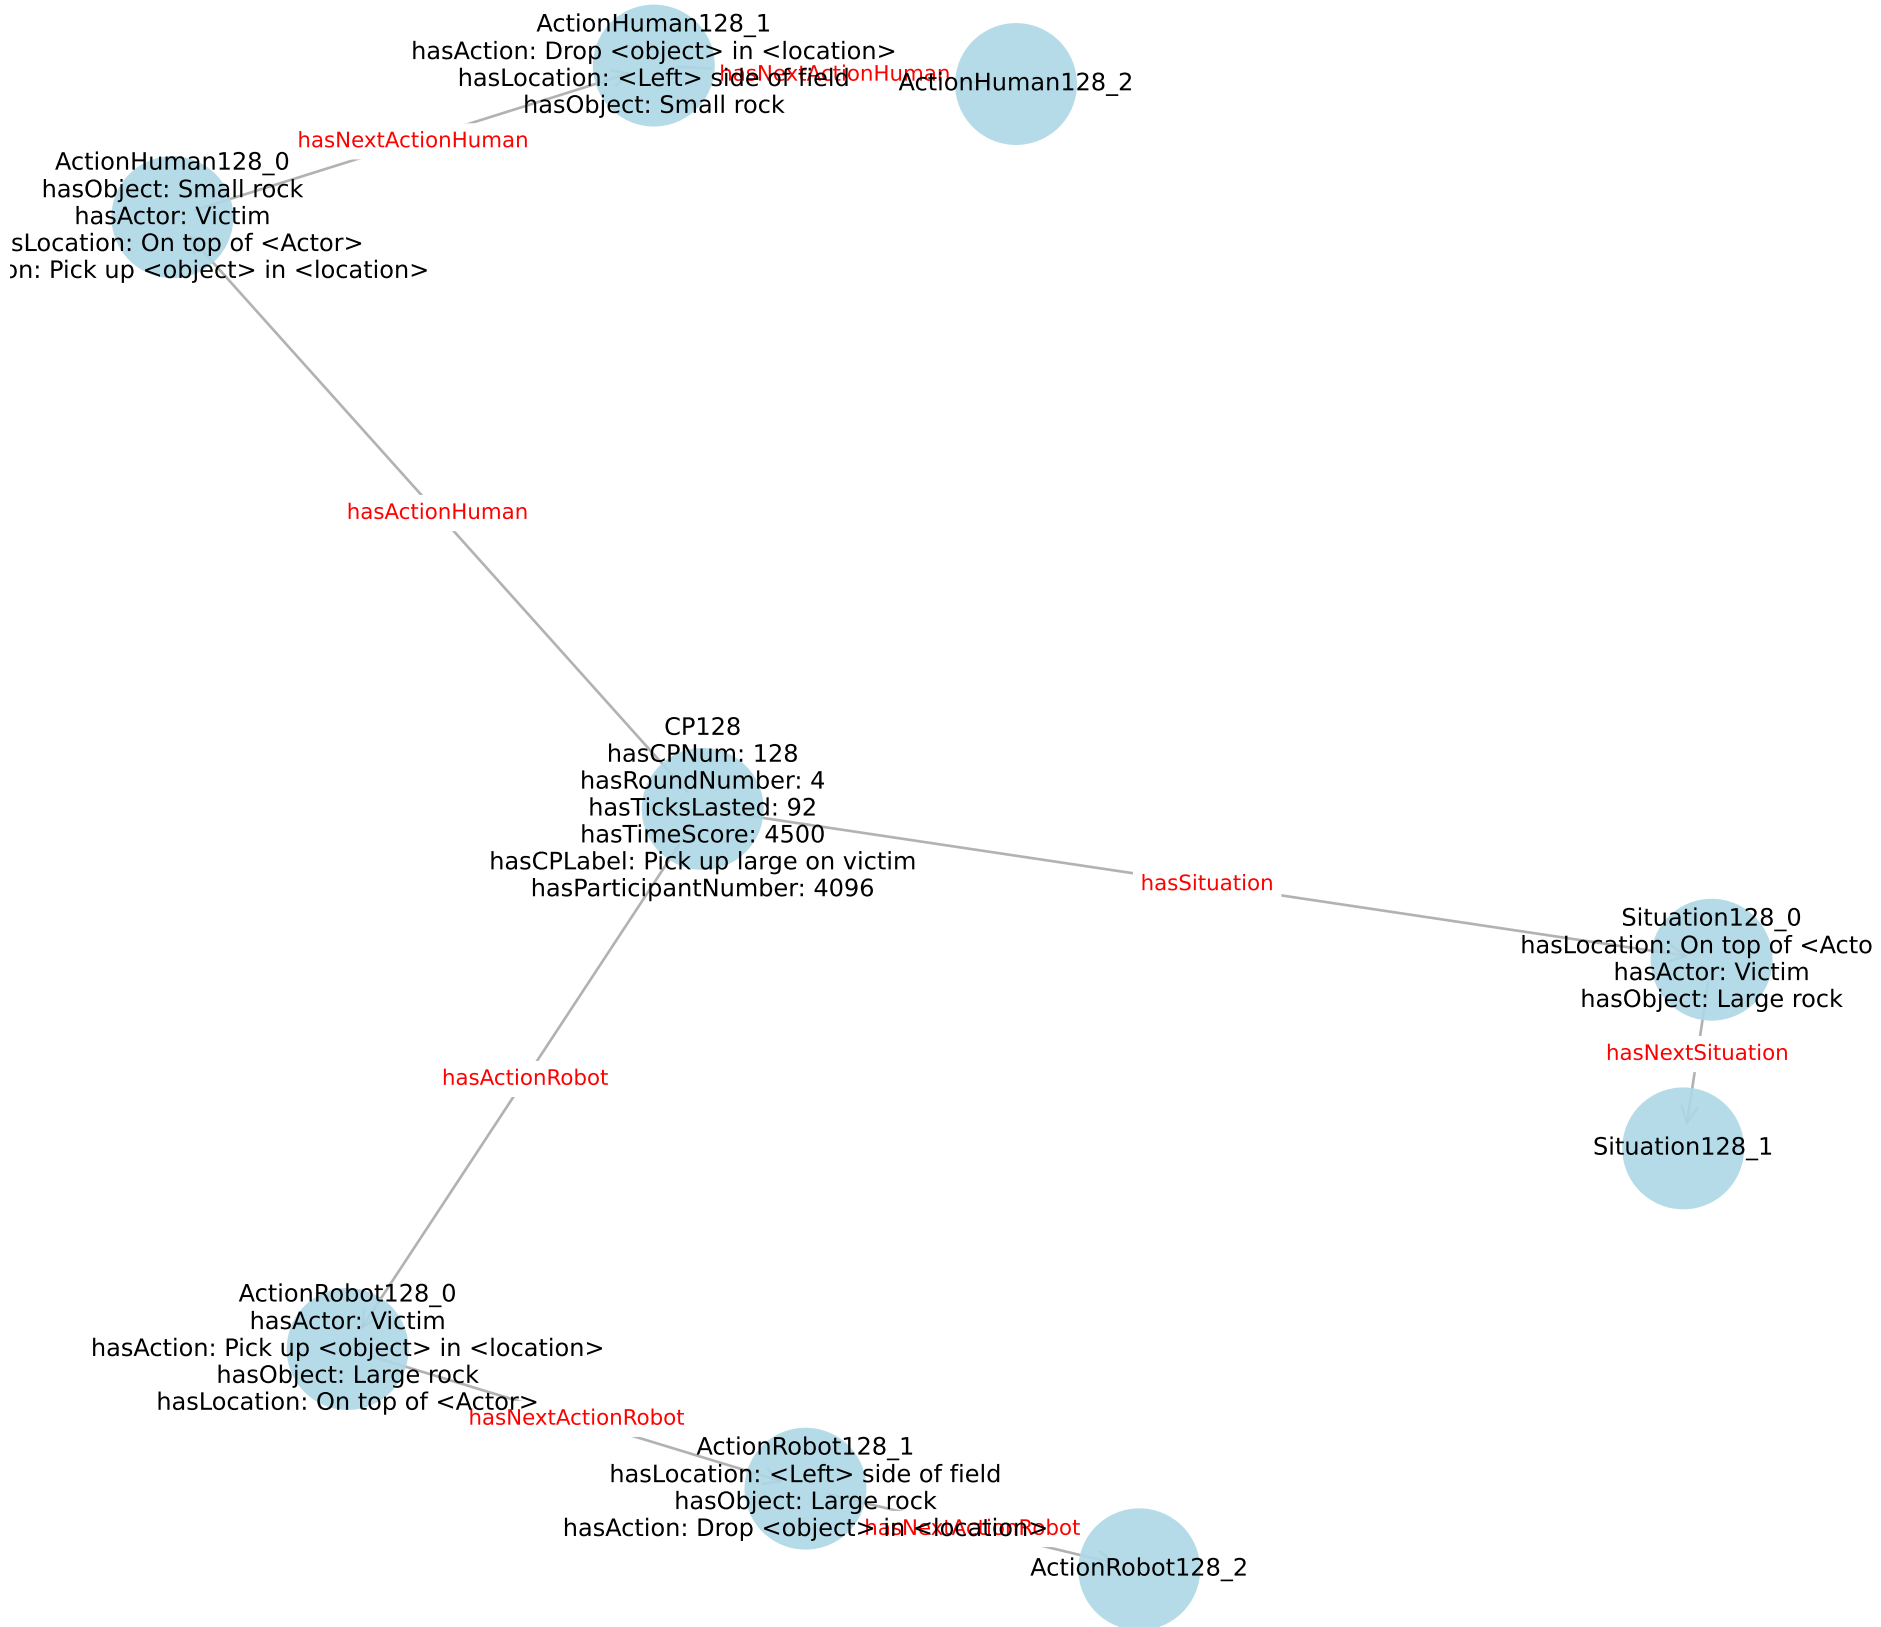 ActionHuman128_1
hasAction: Drop <object> in <location>
hasLocation: <Left> side of field
hasObject: Small rock
hasNextActionHuman
ActionHuman128_2
hasNextActionHuman
ActionHuman128_0
hasObject: Small rock
hasActor: Victim
sLocation: On top of <Actor>
on: Pick up <object> in <location>
hasActionHuman
CP128
hasCPNum: 128
hasRoundNumber: 4
hasTicksLasted: 92
hasTimeScore: 4500
hasCPLabel: Pick up large on victim
hasParticipantNumber: 4096
hasSituation
Situation128_0
hasLocation: On top of <Acto
hasActor: Victim
hasObject: Large rock
hasNextSituation
Situation128_1
hasActionRobot
ActionRobot128_0
hasActor: Victim
hasAction: Pick up <object> in <location>
hasObject: Large rock
hasLocation: On top of <Actor>
hasNextActionRobot
ActionRobot128_1
hasLocation: <Left> side of field
hasObject: Large rock
hasAction: Drop <object> in <location>
hasNextActionRobot
ActionRobot128_2